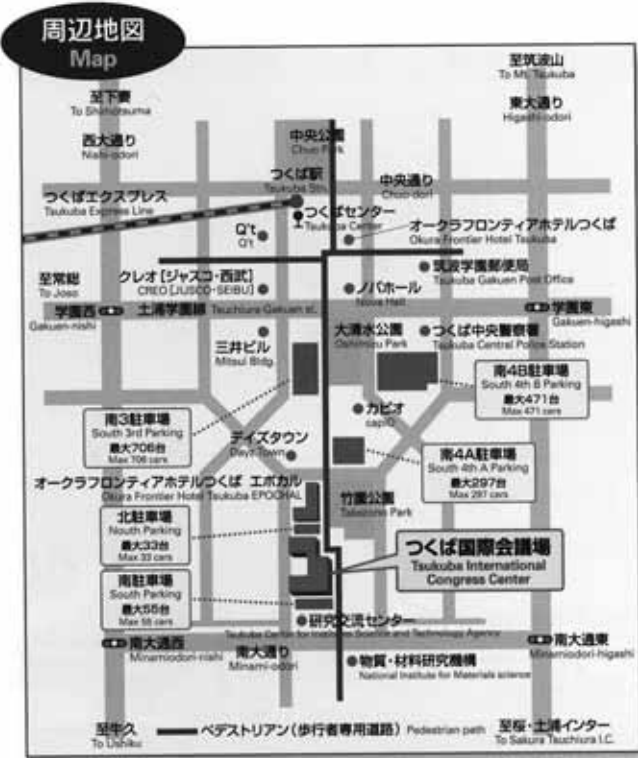 周辺地図
Map
至筑波山
To Mt. Tsukuba
至下妻
To Shimotsuma
東大通り
Higashi-odori
西大通り
Nishi-odori
中央公園
Chuo Park
つくば駅
Tsukuba Stn.
中央通り
Chuo-dori
つくばエクスプレス
Tsukuba Express Line
つくばセンター
Tsukuba Center
Q't
Q't
オークラフロンティアホテルつくば
Okura Frontier Hotel Tsukuba
至常総
To Joso
クレオ[ジャスコ・西武]
CREO [JUSCO・SEIBU]
筑波学園郵便局
Tsukuba Gakuen Post Office
ノバホール
Nova Hall
学園西
Gakuen-nishi
土浦学園線 Tsuchiura-Gakuen sl.
学園東
Gakuen-higashi
三井ビル
Mitsui Bldg.
大清水公園
Oshimizu Park
つくば中央警察署
Tsukuba Central Police Station
南4B駐車場
South 4th B Parking
最大471台
Max 471 cars
南3駐車場
South 3rd Parking
最大706台
Max 706 cars
カピオ
capiO
デイズタウン
Dayz Town
南4A駐車場
South 4th A Parking
最大297台
Max 297 cars
オークラフロンティアホテルつくば エポカル
Okura Frontier Hotel Tsukuba EPOCHAL
竹園公園
Takezono Park
北駐車場
Nouth Parking
最大33台
Max 33 cars
つくば国際会議場
Tsukuba International
Congress Center
南駐車場
South Parking
最大55台
Max 55 cars
研究交流センター
Tsukuba Center for Institutes Science and Technology Agency
南大通西
Minamiodori-nishi
南大通り
Minami-odori
南大通東
Minamiodori-higashi
物質・材料研究機構
National Institute for Materials science
至牛久
To Ushiku
ペデストリアン(歩行者専用道路) Pedestrian path
至桜・土浦インター
To Sakura Tsuchiura I.C.